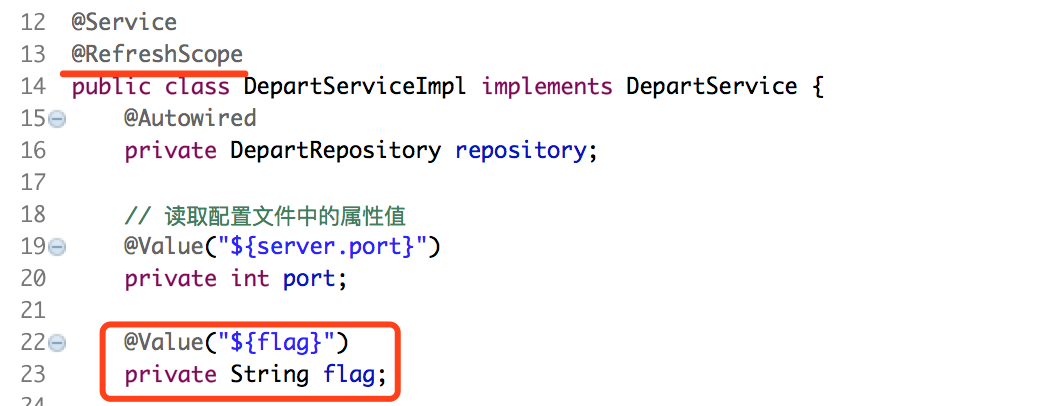 12 @Service
13 @RefreshScope
14 public class DepartServiceImpl implements DepartService {
15 @Autowired
16 private DepartRepository repository;
17
18 // 读取配置文件中的属性值
19 @Value("${server.port}")
20 private int port;
21
22 @Value("${flag}")
23 private String flag;
24